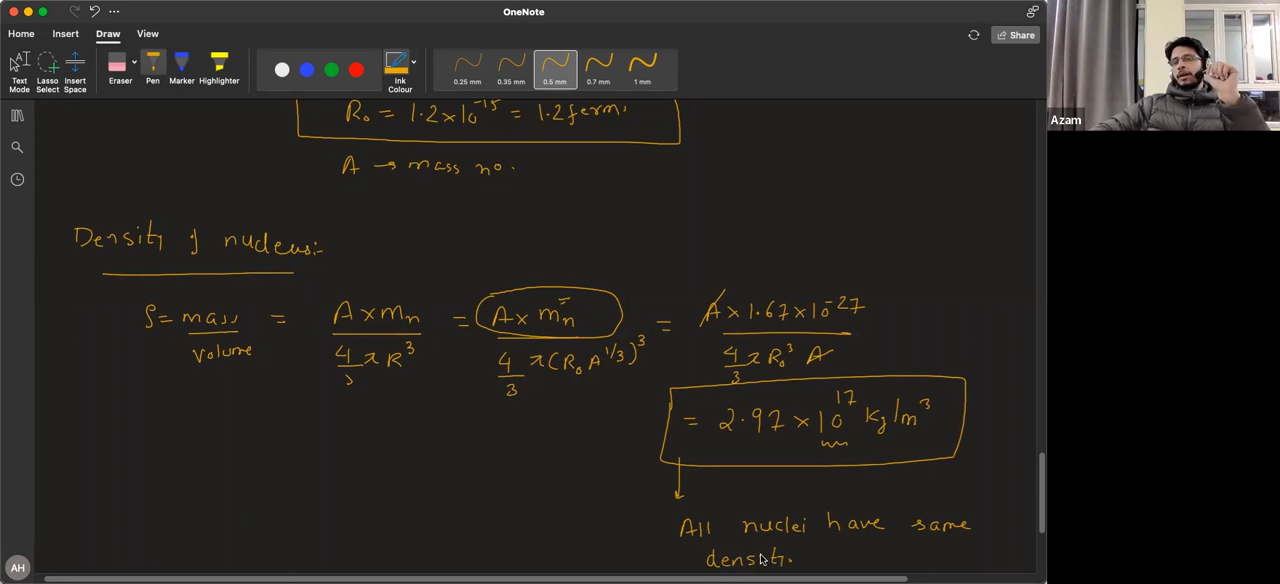 OneNote
Home Insert Draw View
Share
Text Mode Lasso Select Insert Space Eraser Pen Marker Highlighter Ink Colour 0.25 mm 0.35 mm 0.5 mm 0.7 mm 1 mm
Azam
R₀ = 1.2×10⁻¹⁵ = 1.2 fermi
A → mass no.
Density of nucleus:-
ρ = mass/volume = A×mₙ / (4/3 π R³) = A×mₙ / (4/3 π (R₀ A^1/3)³) = A × 1.67×10⁻²⁷ / (4/3 π R₀³ A)
= 2.97 × 10¹⁷ Kg/m³
All nuclei have same
density.
AH